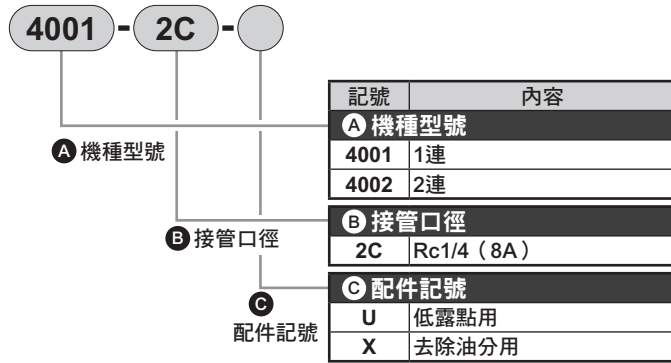 4001-2C-
記號 內容
A 機種型號
4001 1連
4002 2連
B 接管口徑
2C Rc1/4（8A）
C 配件記號
U 低露點用
X 去除油分用
A 機種型號
B 接管口徑
C
配件記號